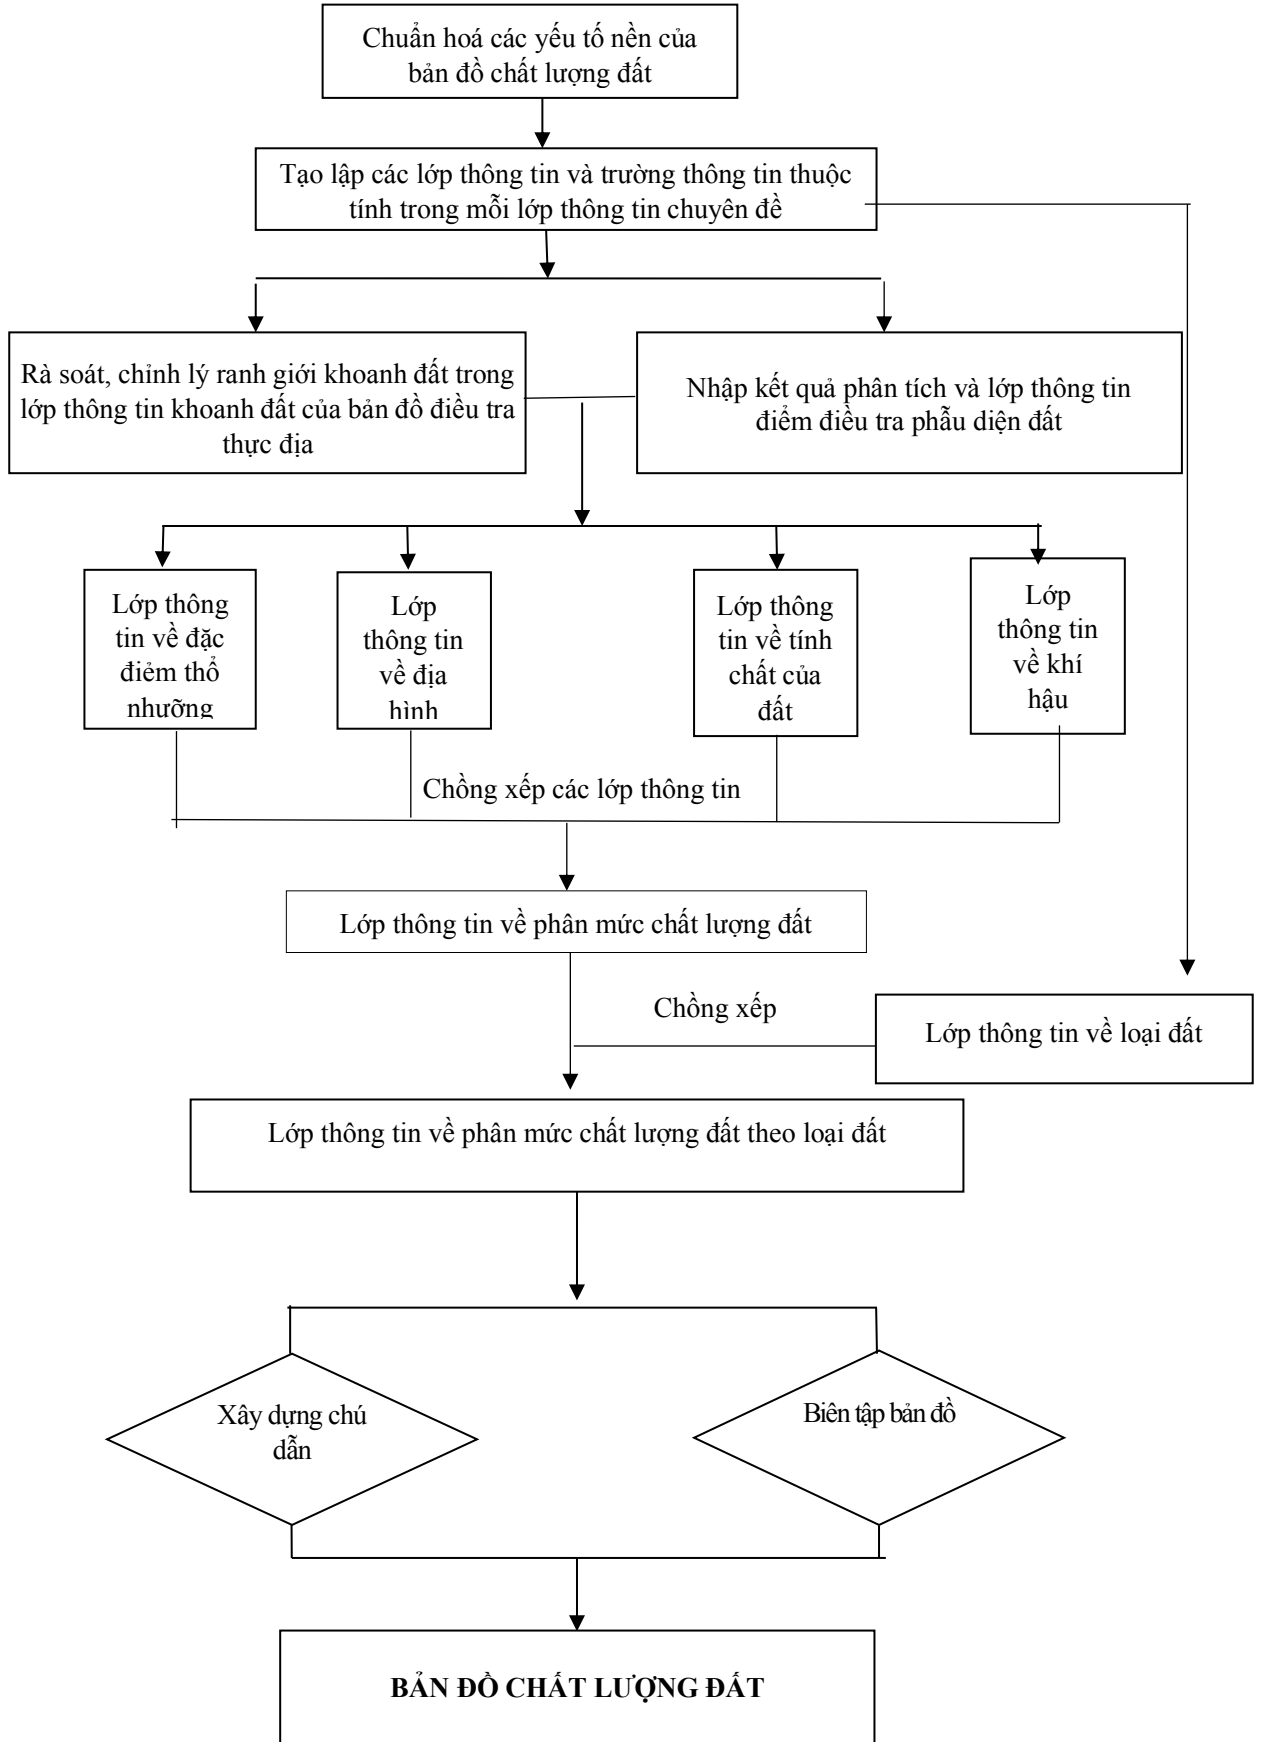 Chuẩn hoá các yếu tố nền của
bản đồ chất lượng đất
Tạo lập các lớp thông tin và trường thông tin thuộc
tính trong mỗi lớp thông tin chuyên đề
Rà soát, chỉnh lý ranh giới khoanh đất trong
lớp thông tin khoanh đất của bản đồ điều tra
thực địa
Nhập kết quả phân tích và lớp thông tin
điểm điều tra phẫu diện đất
Lớp thông
tin về đặc
điẻm thổ
nhưỡng
Lớp
thông tin
về địa
hình
Lớp thông
tin về tính
chất của
đất
Lớp
thông tin
về khí
hậu
Chồng xếp các lớp thông tin
Lớp thông tin về phân mức chất lượng đất
Chồng xếp
Lớp thông tin về loại đất
Lớp thông tin về phân mức chất lượng đất theo loại đất
Xây dựng chú
dẫn
Biên tập bản đồ
BẢN ĐỒ CHẤT LƯỢNG ĐẤT